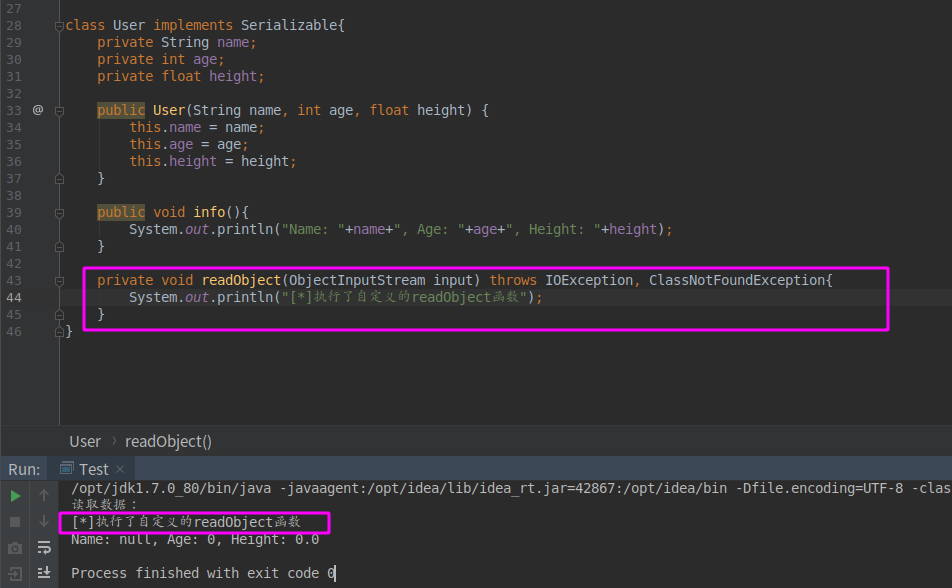 27
28 class User implements Serializable{
29 private String name;
30 private int age;
31 private float height;
32
33 @ public User(String name, int age, float height) {
34 this.name = name;
35 this.age = age;
36 this.height = height;
37 }
38
39 public void info(){
40 System.out.println("Name: "+name+", Age: "+age+", Height: "+height);
41 }
42
43 private void readObject(ObjectInputStream input) throws IOException, ClassNotFoundException{
44 System.out.println("[*]执行了自定义的readObject函数");
45 }
46 }
User › readObject()
Run: Test ×
/opt/jdk1.7.0_80/bin/java -javaagent:/opt/idea/lib/idea_rt.jar=42867:/opt/idea/bin -Dfile.encoding=UTF-8 -clas
读取数据：
[*]执行了自定义的readObject函数
Name: null, Age: 0, Height: 0.0
Process finished with exit code 0